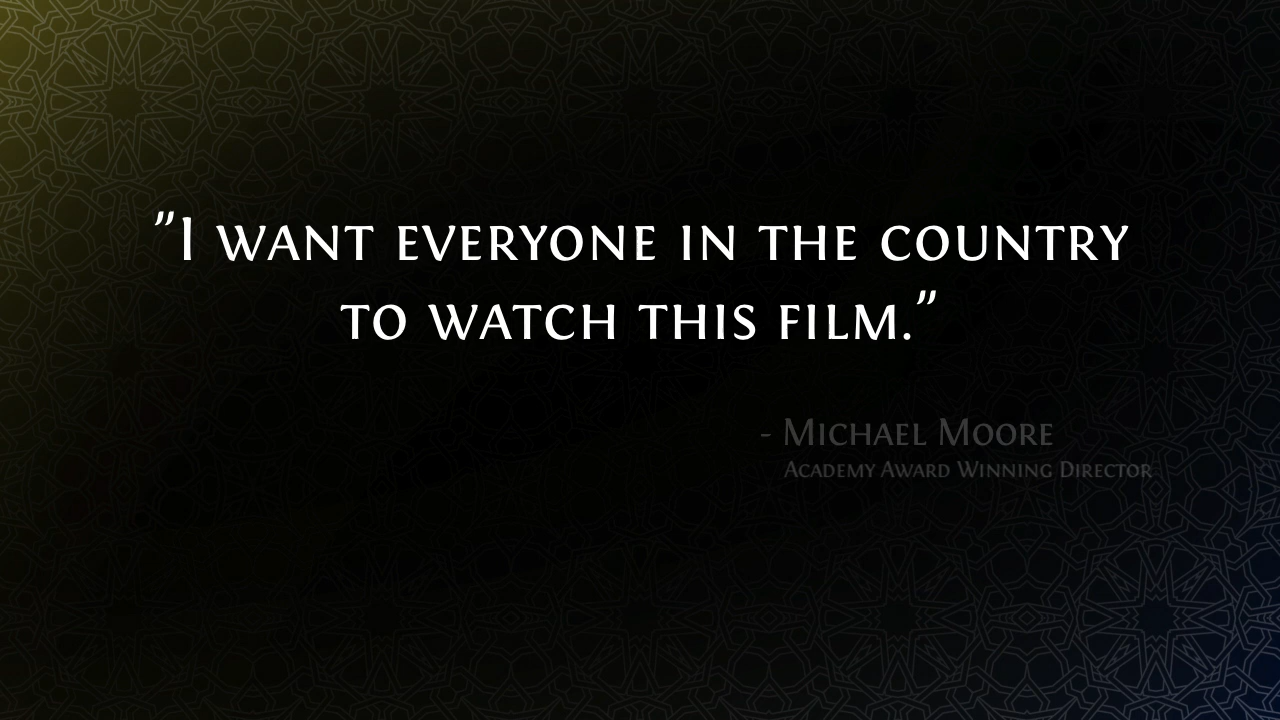 "I want everyone in the country
to watch this film."
- Michael Moore
Academy Award Winning Director